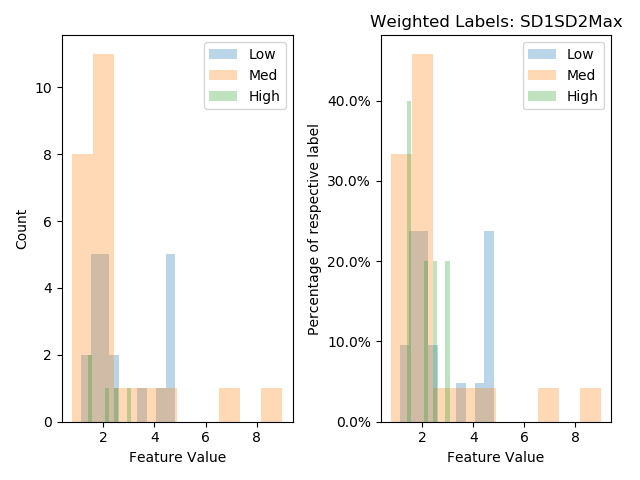 Weighted Labels: SD1SD2Max
Low
Med
High
Count
10
8
6
4
2
0
2
4
6
8
Feature Value
Low
Med
High
Percentage of respective label
40.0%
30.0%
20.0%
10.0%
0.0%
2
4
6
8
Feature Value